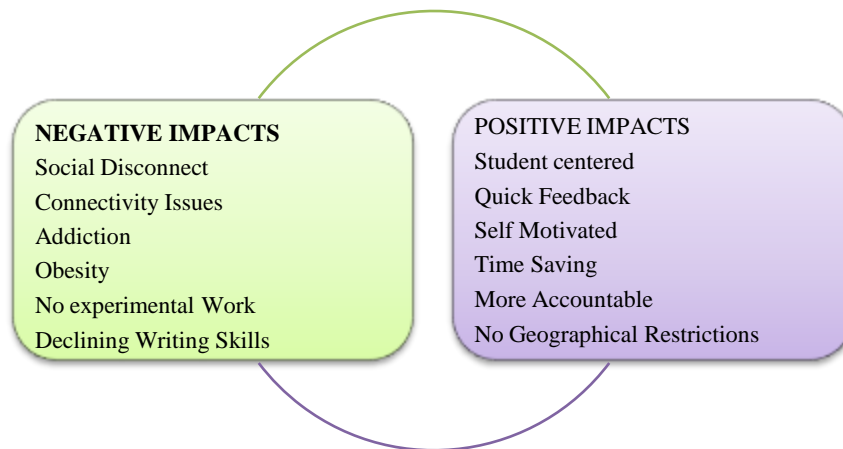 NEGATIVE IMPACTS
Social Disconnect
Connectivity Issues
Addiction
Obesity
No experimental Work
Declining Writing Skills
POSITIVE IMPACTS
Student centered
Quick Feedback
Self Motivated
Time Saving
More Accountable
No Geographical Restrictions